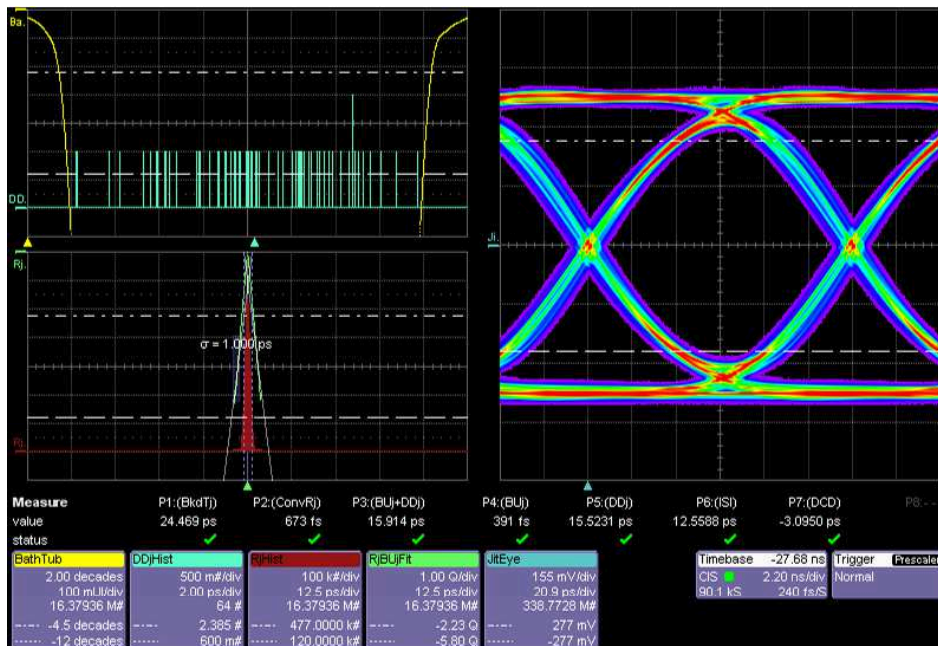 Ba.
DD.
Rj.
σ = 1.000 ps
Rj.
Ji.
Measure P1:(BkdTj) P2:(ConvRj) P3:(BUj+DDj) P4:(BUj) P5:(DDj) P6:(ISI) P7:(DCD) P8:---
value 24.469 ps 673 fs 15.914 ps 391 fs 15.5231 ps 12.5588 ps -3.0950 ps
status
BathTub DDjHist RjHist RjBUjFit JitEye Timebase -27.68 ns Trigger Prescaler
2.00 decades 500 m#/div 100 k#/div 1.00 Q/div 155 mV/div CIS 2.20 ns/div Normal
100 mUI/div 2.00 ps/div 12.5 ps/div 12.5 ps/div 20.9 ps/div 90.1 kS 240 fs/S
16.37936 M# 64 # 16.37936 M# 16.37936 M# 338.7728 M#
-4.5 decades 2.385 # 477.0000 k# -2.23 Q 277 mV
-12 decades 600 m# 120.0000 k# -5.80 Q -277 mV